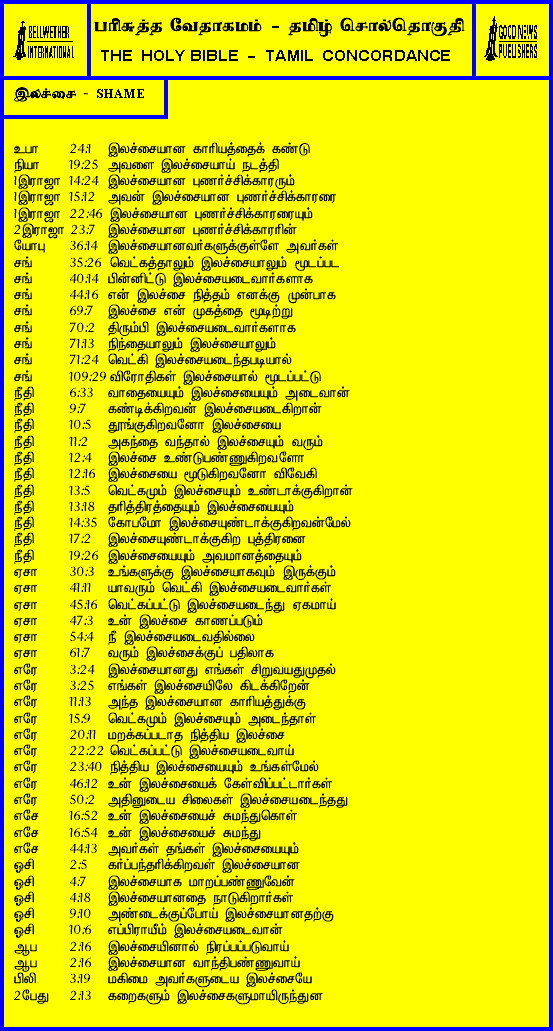 BELLWETHER INTERNATIONAL
பரிசுத்த வேதாகமம் - தமிழ் சொல்தொகுதி
THE HOLY BIBLE - TAMIL CONCORDANCE
GOOD NEWS PUBLISHERS
இலச்சை - SHAME
உபா 24:1 இலச்சையான காரியத்தைக் கண்டு
நியா 19:25 அவளை இலச்சையாய் நடத்தி
1இராஜா 14:24 இலச்சையான புணர்ச்சிக்காரரும்
1இராஜா 15:12 அவன் இலச்சையான புணர்ச்சிக்காரரை
1இராஜா 22:46 இலச்சையான புணர்ச்சிக்காரரையும்
2இராஜா 23:7 இலச்சையான புணர்ச்சிக்காரரின்
யோபு 36:14 இலச்சையானவர்களுக்குள்ளே அவர்கள்
சங் 35:26 வெட்கத்தாலும் இலச்சையாலும் மூடப்பட
சங் 40:14 பின்னிட்டு இலச்சையடைவார்களாக
சங் 44:16 என் இலச்சை நித்தம் எனக்கு முன்பாக
சங் 69:7 இலச்சை என் முகத்தை மூடிற்று
சங் 70:2 திரும்பி இலச்சையடைவார்களாக
சங் 71:13 நிந்தையாலும் இலச்சையாலும்
சங் 71:24 வெட்கி இலச்சையடைந்தபடியால்
சங் 109:29 விரோதிகள் இலச்சையால் மூடப்பட்டு
நீதி 6:33 வாதையையும் இலச்சையையும் அடைவான்
நீதி 9:7 கண்டிக்கிறவன் இலச்சையடைகிறான்
நீதி 10:5 தூங்குகிறவனோ இலச்சையை
நீதி 11:2 அகந்தை வந்தால் இலச்சையும் வரும்
நீதி 12:4 இலச்சை உண்டுபண்ணுகிறவளோ
நீதி 12:16 இலச்சையை மூடுகிறவனோ விவேகி
நீதி 13:5 வெட்கமும் இலச்சையும் உண்டாக்குகிறான்
நீதி 13:18 தரித்திரத்தையும் இலச்சையையும்
நீதி 14:35 கோபமோ இலச்சையுண்டாக்குகிறவன்மேல்
நீதி 17:2 இலச்சையுண்டாக்குகிற புத்திரனை
நீதி 19:26 இலச்சையையும் அவமானத்தையும்
ஏசா 30:3 உங்களுக்கு இலச்சையாகவும் இருக்கும்
ஏசா 41:11 யாவரும் வெட்கி இலச்சையடைவார்கள்
ஏசா 45:16 வெட்கப்பட்டு இலச்சையடைந்து ஏகமாய்
ஏசா 47:3 உன் இலச்சை காணப்படும்
ஏசா 54:4 நீ இலச்சையடைவதில்லை
ஏசா 61:7 வரும் இலச்சைக்குப் பதிலாக
எரே 3:24 இலச்சையானது எங்கள் சிறுவயதுமுதல்
எரே 3:25 எங்கள் இலச்சையிலே கிடக்கிறேன்
எரே 11:13 அந்த இலச்சையான காரியத்துக்கு
எரே 15:9 வெட்கமும் இலச்சையும் அடைந்தாள்
எரே 20:11 மறக்கப்படாத நித்திய இலச்சை
எரே 22:22 வெட்கப்பட்டு இலச்சையடைவாய்
எரே 23:40 நித்திய இலச்சையையும் உங்கள்மேல்
எரே 46:12 உன் இலச்சையைக் கேள்விப்பட்டார்கள்
எரே 50:2 அதினுடைய சிலைகள் இலச்சையடைந்தது
எசே 16:52 உன் இலச்சையைச் சுமந்துகொள்
எசே 16:54 உன் இலச்சையைச் சுமந்து
எசே 44:13 அவர்கள் தங்கள் இலச்சையையும்
ஓசி 2:5 கர்ப்பந்தரிக்கிறவள் இலச்சையான
ஓசி 4:7 இலச்சையாக மாறப்பண்ணுவேன்
ஓசி 4:18 இலச்சையானதை நாடுகிறார்கள்
ஓசி 9:10 அண்டைக்குப்போய் இலச்சையானதற்கு
ஓசி 10:6 எப்பிராயீம் இலச்சையடைவான்
ஆப 2:16 இலச்சையினால் நிரப்பப்படுவாய்
ஆப 2:16 இலச்சையான வாந்திபண்ணுவாய்
பிலி 3:19 மகிமை அவர்களுடைய இலச்சையே
2பேது 2:13 கறைகளும் இலச்சைகளுமாயிருந்துன